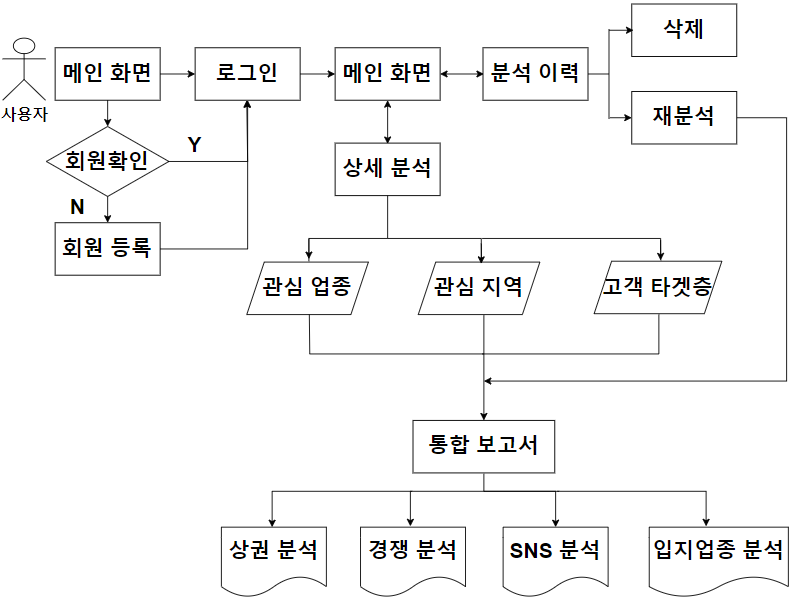 삭제
메인 화면
로그인
메인 화면
분석 이력
사용자
재분석
회원확인
Y
상세 분석
N
회원 등록
관심 업종
관심 지역
고객 타겟층
통합 보고서
상권 분석
경쟁 분석
SNS 분석
입지업종 분석